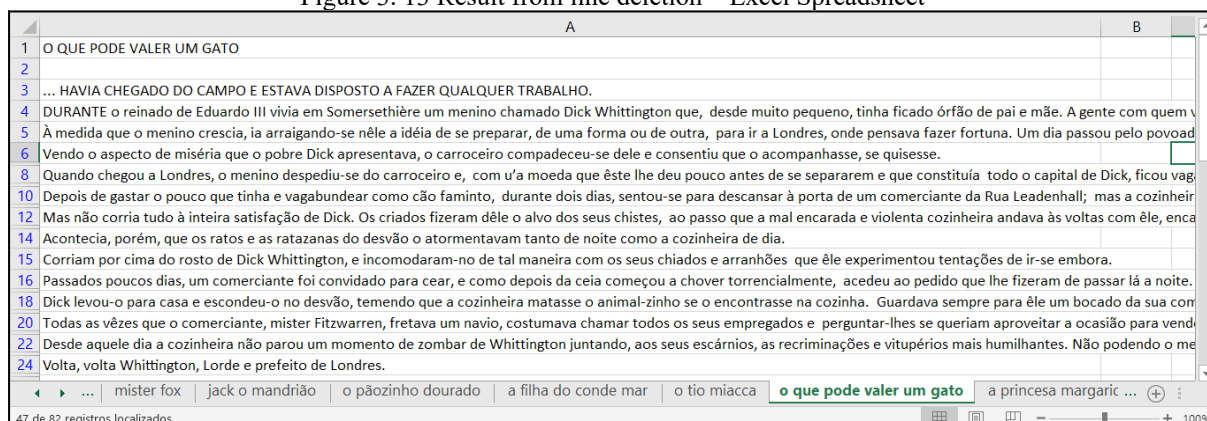 A B
1 O QUE PODE VALER UM GATO
2
3 ... HAVIA CHEGADO DO CAMPO E ESTAVA DISPOSTO A FAZER QUALQUER TRABALHO.
4 DURANTE o reinado de Eduardo III vivia em Somersethière um menino chamado Dick Whittington que, desde muito pequeno, tinha ficado órfão de pai e mãe. A gente com quem v
5 À medida que o menino crescia, ia arraigando-se nêle a idéia de se preparar, de uma forma ou de outra, para ir a Londres, onde pensava fazer fortuna. Um dia passou pelo povoad
6 Vendo o aspecto de miséria que o pobre Dick apresentava, o carroceiro compadeceu-se dele e consentiu que o acompanhasse, se quisesse.
8 Quando chegou a Londres, o menino despediu-se do carroceiro e, com u'a moeda que êste lhe deu pouco antes de se separarem e que constituía todo o capital de Dick, ficou vag
10 Depois de gastar o pouco que tinha e vagabundear como cão faminto, durante dois dias, sentou-se para descansar à porta de um comerciante da Rua Leadenhall; mas a cozinheir
12 Mas não corria tudo à inteira satisfação de Dick. Os criados fizeram dêle o alvo dos seus chistes, ao passo que a mal encarada e violenta cozinheira andava às voltas com êle, enca
14 Acontecia, porém, que os ratos e as ratazanas do desvão o atormentavam tanto de noite como a cozinheira de dia.
15 Corriam por cima do rosto de Dick Whittington, e incomodaram-no de tal maneira com os seus chiados e arranhões que êle experimentou tentações de ir-se embora.
16 Passados poucos dias, um comerciante foi convidado para cear, e como depois da ceia começou a chover torrencialmente, acedeu ao pedido que lhe fizeram de passar lá a noite.
18 Dick levou-o para casa e escondeu-o no desvão, temendo que a cozinheira matasse o animal-zinho se o encontrasse na cozinha. Guardava sempre para êle um bocado da sua com
20 Todas as vêzes que o comerciante, mister Fitzwarren, fretava um navio, costumava chamar todos os seus empregados e perguntar-lhes se queriam aproveitar a ocasião para vend
22 Desde aquele dia a cozinheira não parou um momento de zombar de Whittington juntando, aos seus escárnios, as recriminações e vitupérios mais humilhantes. Não podendo o me
24 Volta, volta Whittington, Lorde e prefeito de Londres.
... mister fox jack o mandrião o pãozinho dourado a filha do conde mar o tio miacca o que pode valer um gato a princesa margaric ...
47 de 82 registros localizados 100%